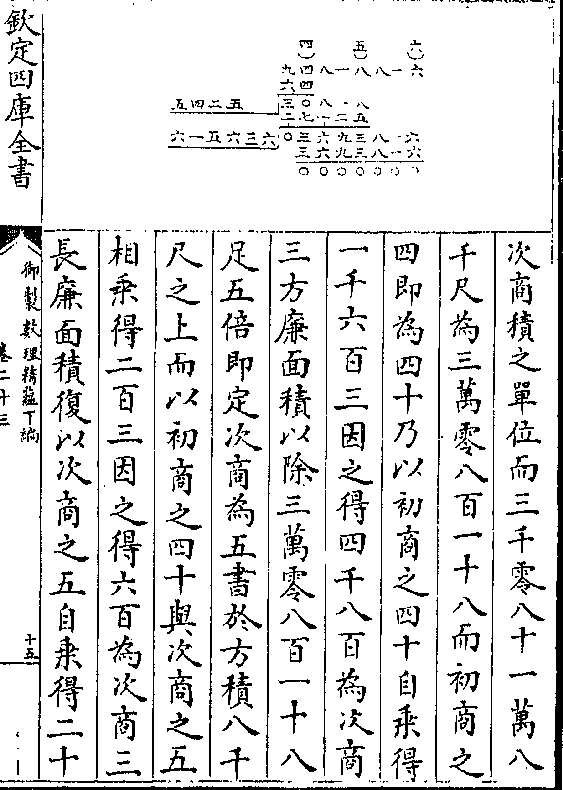 欽定四庫全書
四 五 六
九四八一八八一六
六四
五四二五 三〇八一八
二七一二五
六一五六三六 〇三六九三八一六
三六九三八一六
〇〇〇〇〇〇〇
次商積之單位而三千零八十一萬八
千尺為三萬零八百一十八而初商之
四即為四十乃以初商之四十自乗得
一千六百三因之得四千八百為次商
三方廉面積以除三萬零八百一十八
足五倍即定次商為五書於方積八千
尺之上而以初商之四十與次商之五
相乗得二百三因之得六百為次商三
長廉面積復以次商之五自乗得二十
御製數理精蘊下編
卷二十三
十五